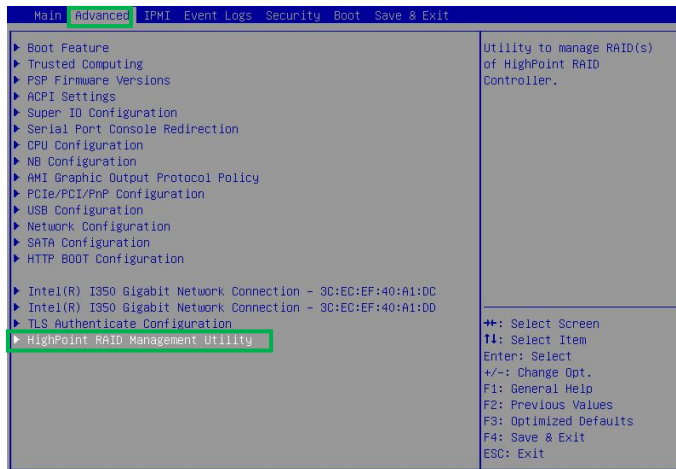 Main Advanced IPMI Event Logs Security Boot Save & Exit
Boot Feature
Trusted Computing
PSP Firmware Versions
ACPI Settings
Super IO Configuration
Serial Port Console Redirection
CPU Configuration
NB Configuration
AMI Graphic Output Protocol Policy
PCIe/PCI/PnP Configuration
USB Configuration
Network Configuration
SATA Configuration
HTTP BOOT Configuration
Intel(R) I350 Gigabit Network Connection - 3C:EC:EF:40:A1:DC
Intel(R) I350 Gigabit Network Connection - 3C:EC:EF:40:A1:DD
TLS Authenticate Configuration
HighPoint RAID Management Utility
Utility to manage RAID(s)
of HighPoint RAID
Controller.
→←: Select Screen
↑↓: Select Item
Enter: Select
+/-: Change Opt.
F1: General Help
F2: Previous Values
F3: Optimized Defaults
F4: Save & Exit
ESC: Exit